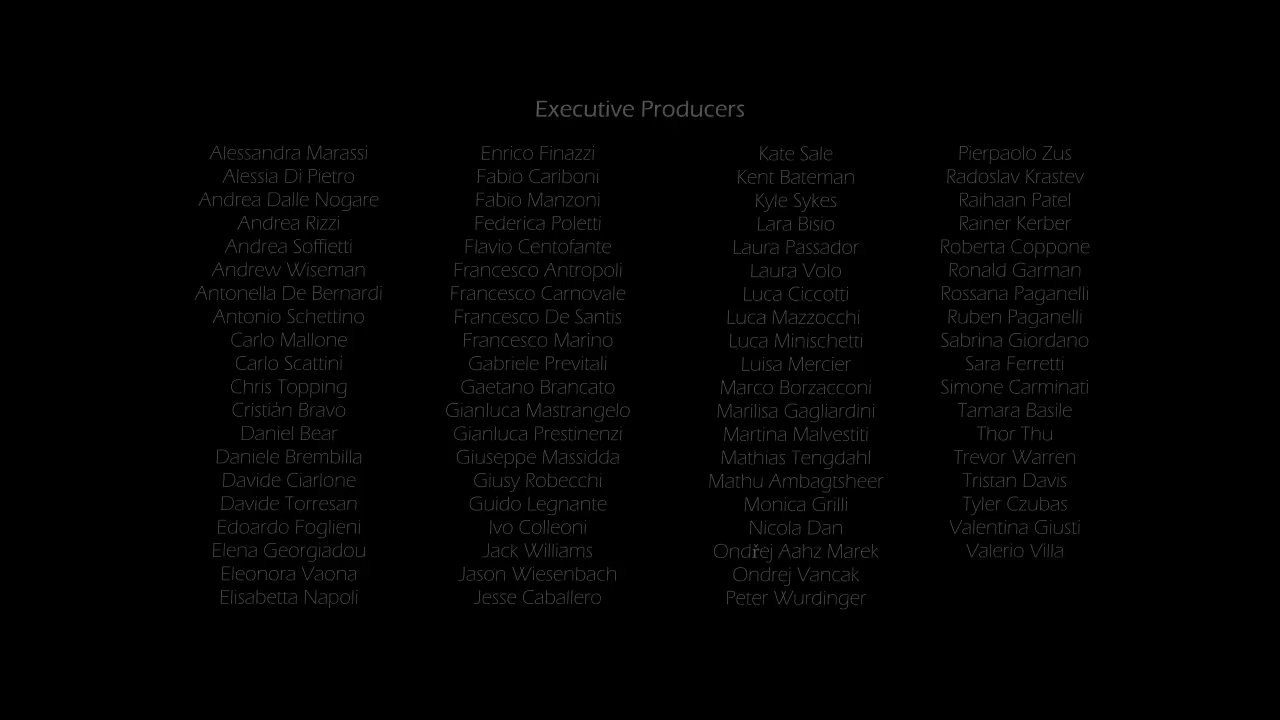 Executive Producers
Alessandra Marassi
Alessia Di Pietro
Andrea Dalle Nogare
Andrea Rizzi
Andrea Soffietti
Andrew Wiseman
Antonella De Bernardi
Antonio Schettino
Carlo Mallone
Carlo Scattini
Chris Topping
Cristián Bravo
Daniel Bear
Daniele Brembilla
Davide Ciarlone
Davide Torresan
Edoardo Foglieni
Elena Georgiadou
Eleonora Vaona
Elisabetta Napoli
Enrico Finazzi
Fabio Cariboni
Fabio Manzoni
Federica Poletti
Flavio Centofante
Francesco Antropoli
Francesco Carnovale
Francesco De Santis
Francesco Marino
Gabriele Previtali
Gaetano Brancato
Gianluca Mastrangelo
Gianluca Prestinenzi
Giuseppe Massidda
Giusy Robecchi
Guido Legnante
Ivo Colleoni
Jack Williams
Jason Wiesenbach
Jesse Caballero
Kate Sale
Kent Bateman
Kyle Sykes
Lara Bisio
Laura Passador
Laura Volo
Luca Ciccotti
Luca Mazzocchi
Luca Minischetti
Luisa Mercier
Marco Borzacconi
Marilisa Gagliardini
Martina Malvestiti
Mathias Tengdahl
Mathu Ambagtsheer
Monica Grilli
Nicola Dan
Ondřej Aahz Marek
Ondrej Vancak
Peter Wurdinger
Pierpaolo Zus
Radoslav Krastev
Raihaan Patel
Rainer Kerber
Roberta Coppone
Ronald Garman
Rossana Paganelli
Ruben Paganelli
Sabrina Giordano
Sara Ferretti
Simone Carminati
Tamara Basile
Thor Thu
Trevor Warren
Tristan Davis
Tyler Czubas
Valentina Giusti
Valerio Villa